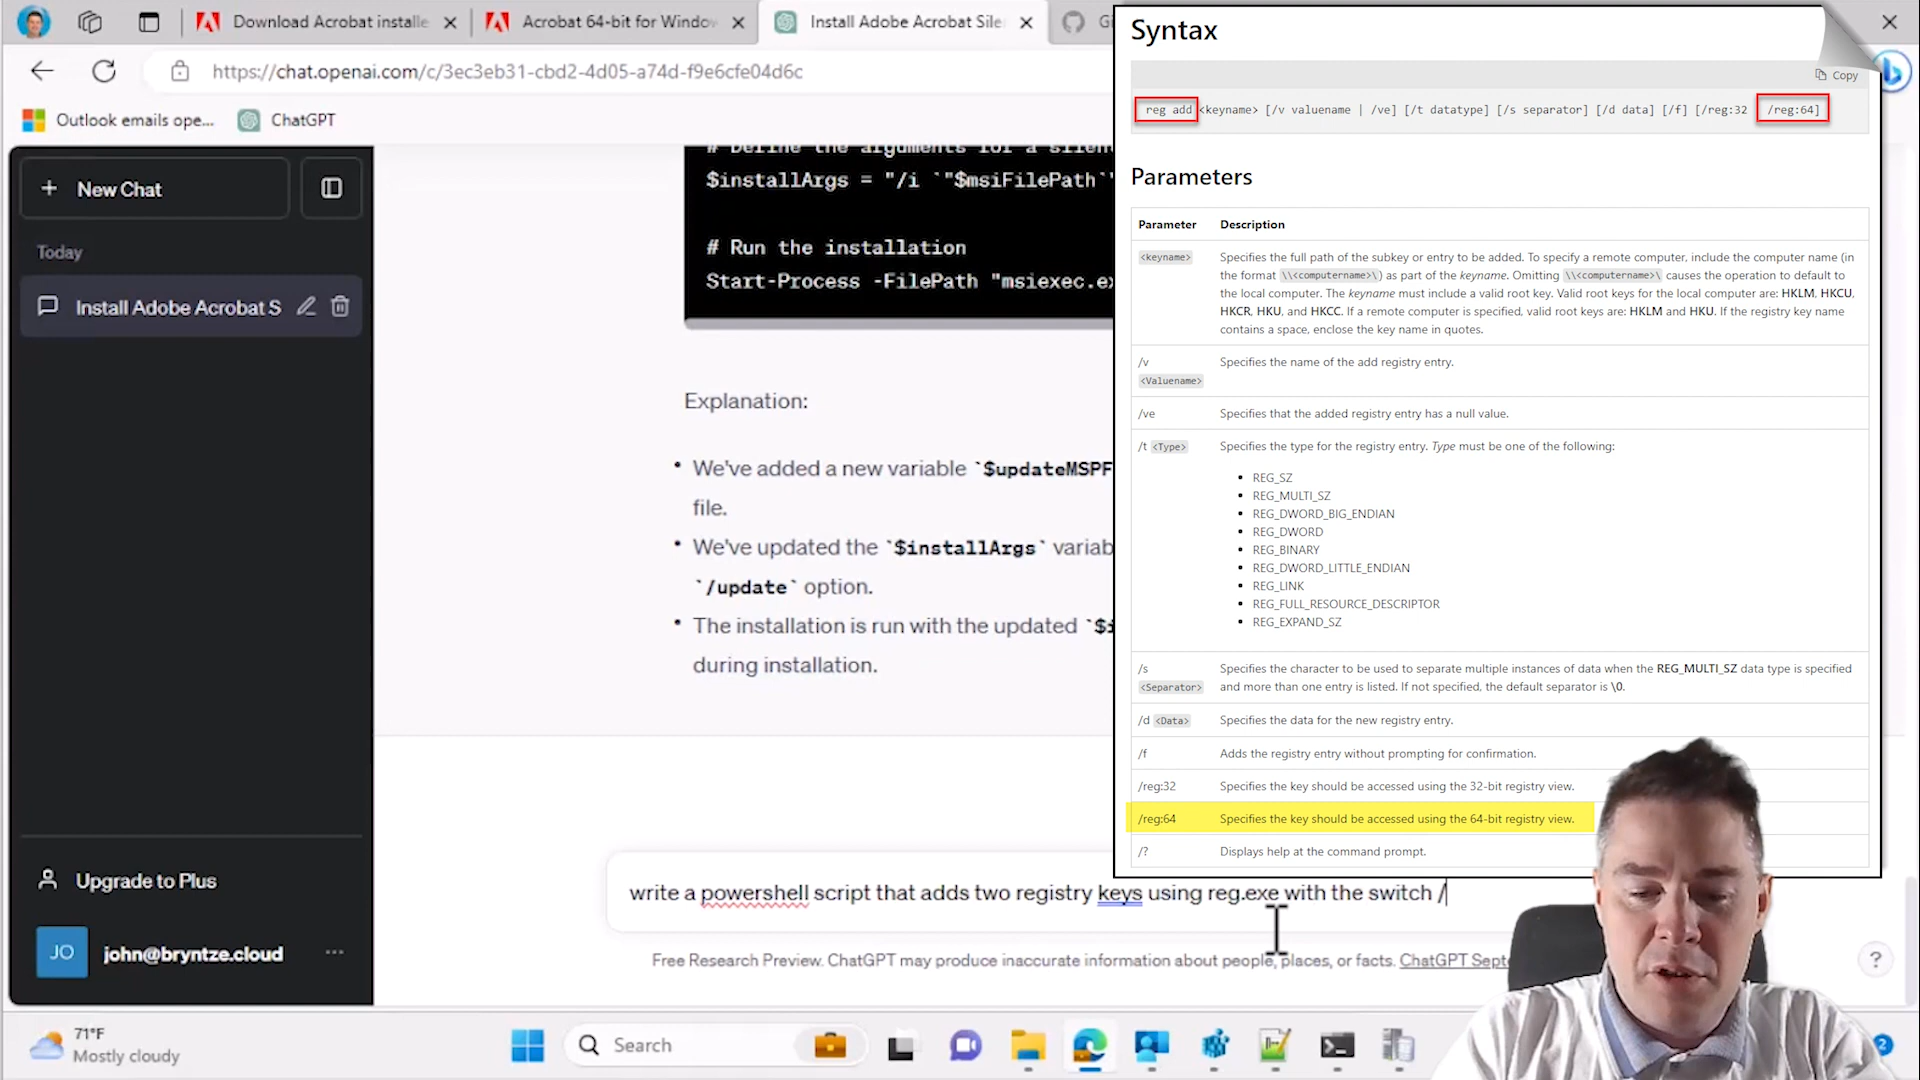 Download Acrobat installe
Acrobat 64-bit for Windo
Install Adobe Acrobat Sile
https://chat.openai.com/c/3ec3eb31-cbd2-4d05-a74d-f9e6cfe04d6c
Outlook emails ope...
ChatGPT
+ New Chat
Today
Install Adobe Acrobat S
Upgrade to Plus
JO
john@bryntze.cloud
...
# Define the arguments for a silen
$installArgs = "/i `"$msiFilePath`"
# Run the installation
Start-Process -FilePath "msiexec.ex
Explanation:
• We've added a new variable `$updateMSPF
file.
• We've updated the `$installArgs` variab
`/update` option.
• The installation is run with the updated `$i
during installation.
write a powershell script that adds two registry keys using reg.exe with the switch /
Free Research Preview. ChatGPT may produce inaccurate information about people, places, or facts. ChatGPT Septe
?
Syntax
Copy
reg add <keyname> [/v valuename | /ve] [/t datatype] [/s separator] [/d data] [/f] [/reg:32 /reg:64]
Parameters
Parameter Description
<keyname> Specifies the full path of the subkey or entry to be added. To specify a remote computer, include the computer name (in
the format \\<computername>\) as part of the keyname. Omitting \\<computername>\ causes the operation to default to
the local computer. The keyname must include a valid root key. Valid root keys for the local computer are: HKLM, HKCU,
HKCR, HKU, and HKCC. If a remote computer is specified, valid root keys are: HKLM and HKU. If the registry key name
contains a space, enclose the key name in quotes.
/v Specifies the name of the add registry entry.
<Valuename>
/ve Specifies that the added registry entry has a null value.
/t <Type> Specifies the type for the registry entry. Type must be one of the following:
• REG_SZ
• REG_MULTI_SZ
• REG_DWORD_BIG_ENDIAN
• REG_DWORD
• REG_BINARY
• REG_DWORD_LITTLE_ENDIAN
• REG_LINK
• REG_FULL_RESOURCE_DESCRIPTOR
• REG_EXPAND_SZ
/s Specifies the character to be used to separate multiple instances of data when the REG_MULTI_SZ data type is specified
<Separator> and more than one entry is listed. If not specified, the default separator is \0.
/d <Data> Specifies the data for the new registry entry.
/f Adds the registry entry without prompting for confirmation.
/reg:32 Specifies the key should be accessed using the 32-bit registry view.
/reg:64 Specifies the key should be accessed using the 64-bit registry view.
/? Displays help at the command prompt.
71°F
Mostly cloudy
Search
2